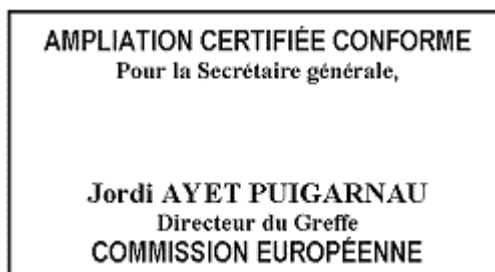 AMPLIATION CERTIFIÉE CONFORME
Pour la Secrétaire générale,
Jordi AYET PUIGARNAU
Directeur du Greffe
COMMISSION EUROPÉENNE